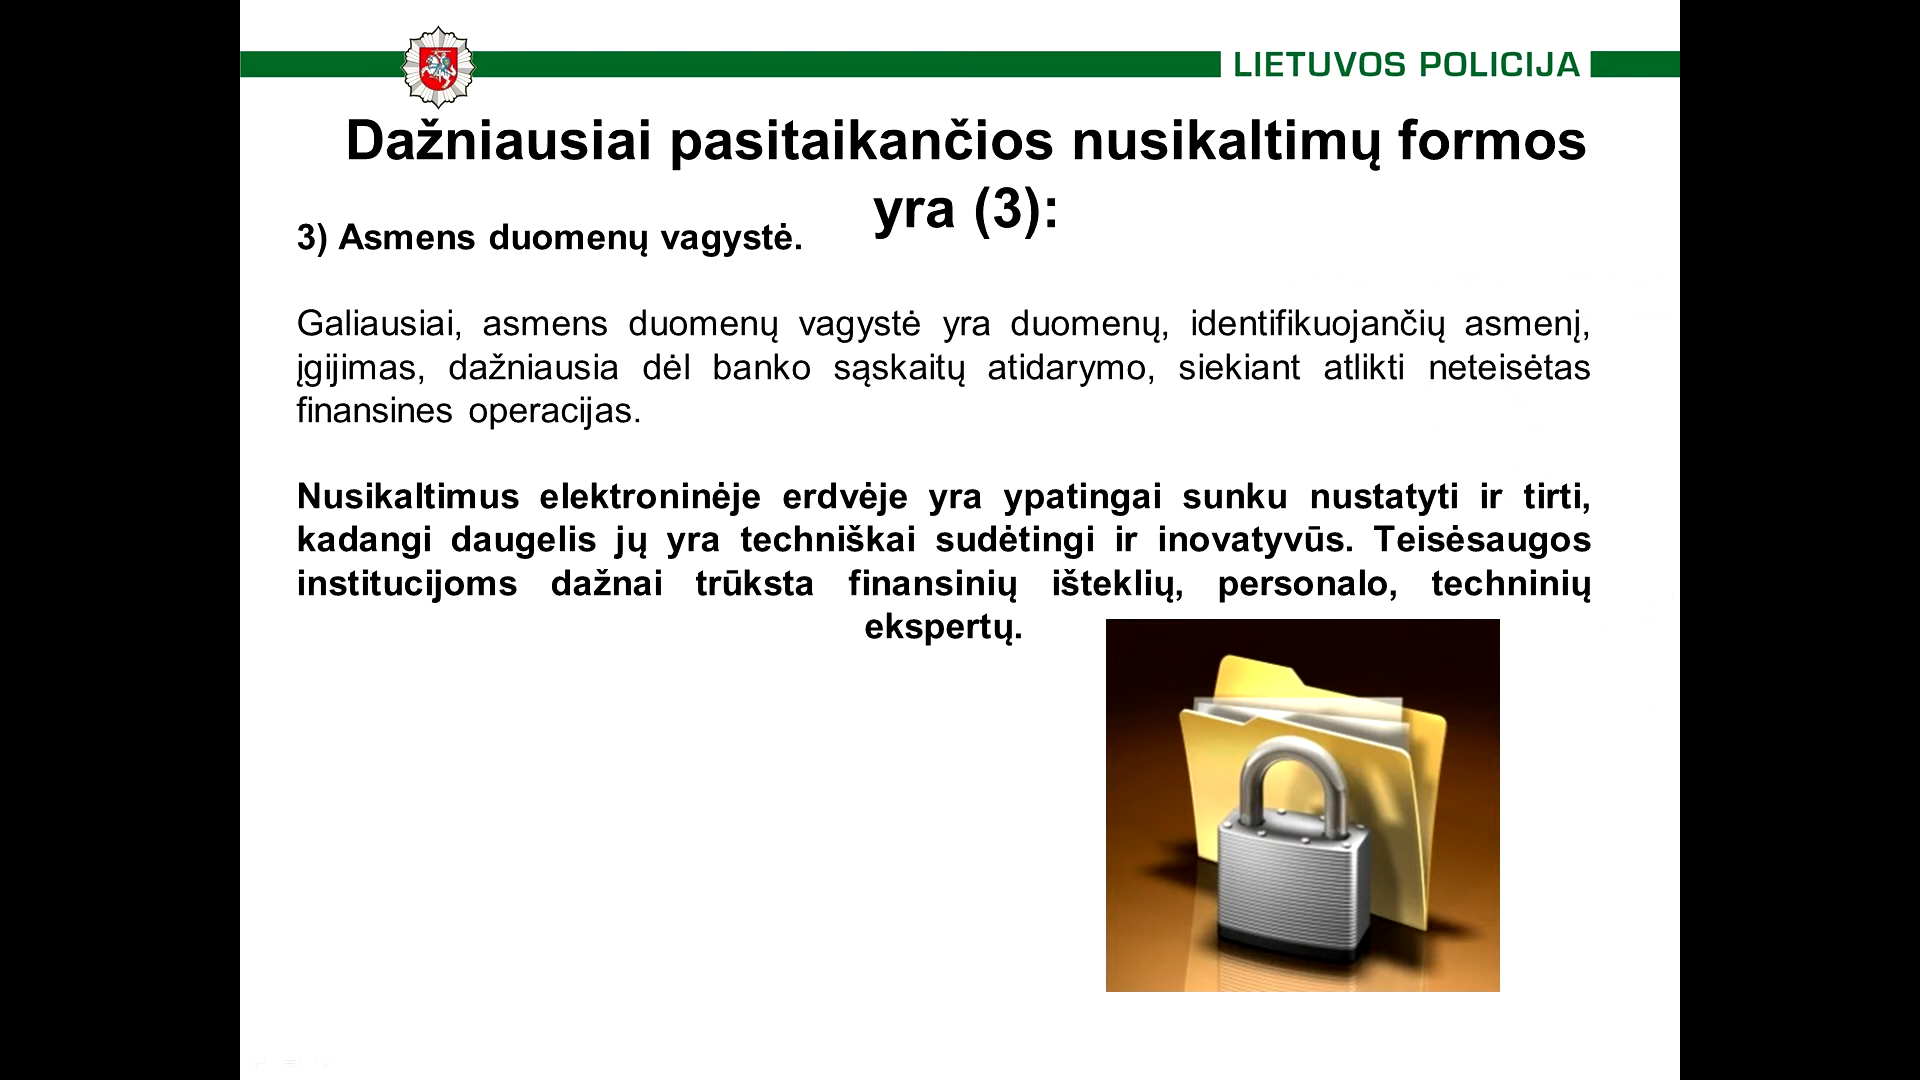 LIETUVOS POLICIJA
Dažniausiai pasitaikančios nusikaltimų formos
yra (3):
3) Asmens duomenų vagystė.
Galiausiai, asmens duomenų vagystė yra duomenų, identifikuojančių asmenį,
įgijimas, dažniausia dėl banko sąskaitų atidarymo, siekiant atlikti neteisėtas
finansines operacijas.
Nusikaltimus elektroninėje erdvėje yra ypatingai sunku nustatyti ir tirti,
kadangi daugelis jų yra techniškai sudėtingi ir inovatyvūs. Teisėsaugos
institucijoms dažnai trūksta finansinių išteklių, personalo, techninių
ekspertų.